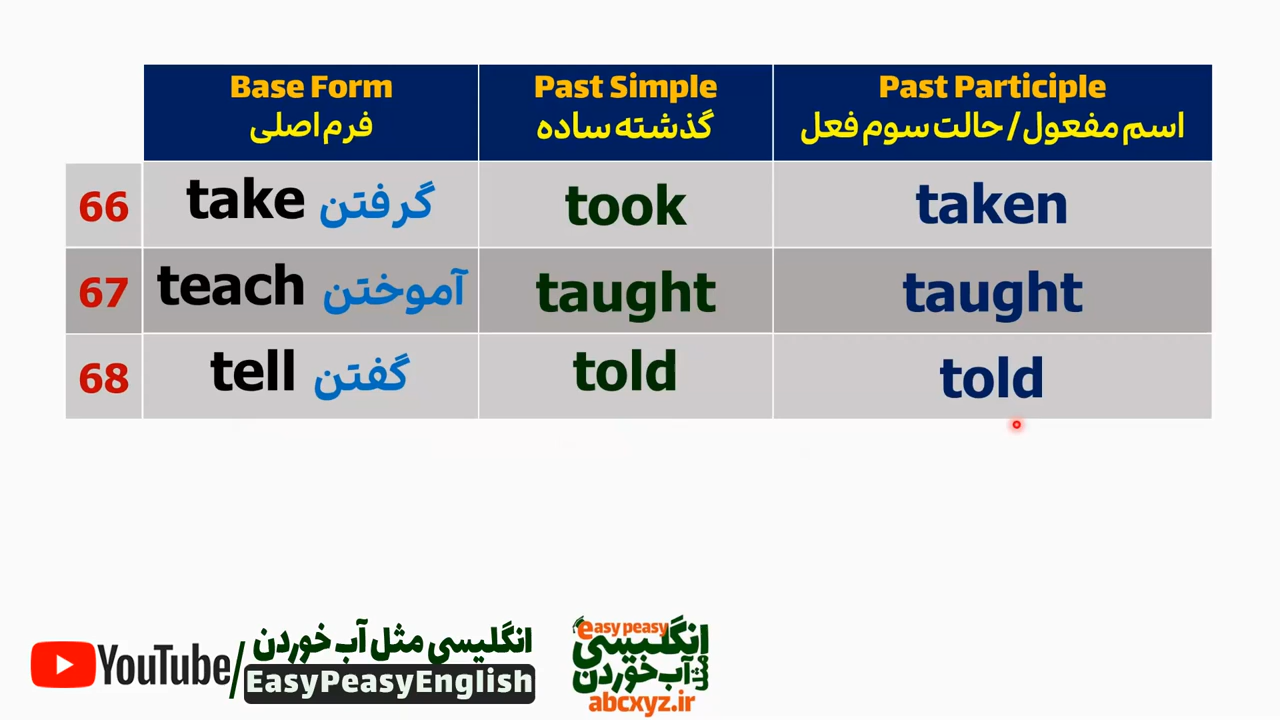 Base Form
فرم اصلی
Past Simple
گذشته ساده
Past Participle
اسم مفعول / حالت سوم فعل
66 take گرفتن took taken
67 teach آموختن taught taught
68 tell گفتن told told
YouTube / انگلیسی مثل آب خوردن
EasyPeasyEnglish
easy peasy
انگلیسی
مثل
آب خوردن
abcxyz.ir